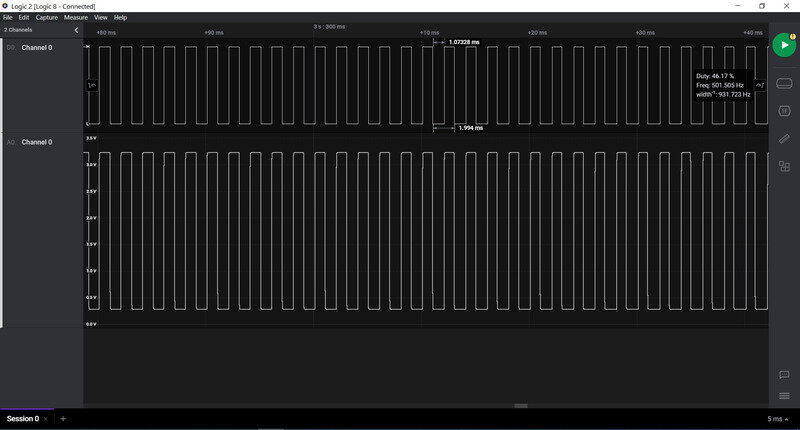 Logic 2 [Logic 8 - Connected]
File Edit Capture Measure View Help
2 Channels
3 s : 300 ms
+80 ms +90 ms +10 ms +20 ms +30 ms +40 ms
D0 Channel 0
1.07328 ms
Duty: 46.17 %
Freq: 501.505 Hz
width⁻¹: 931.723 Hz
1.994 ms
A0 Channel 0
3.5 V
3.0 V
2.5 V
2.0 V
1.5 V
1.0 V
0.5 V
0.0 V
Session 0
5 ms